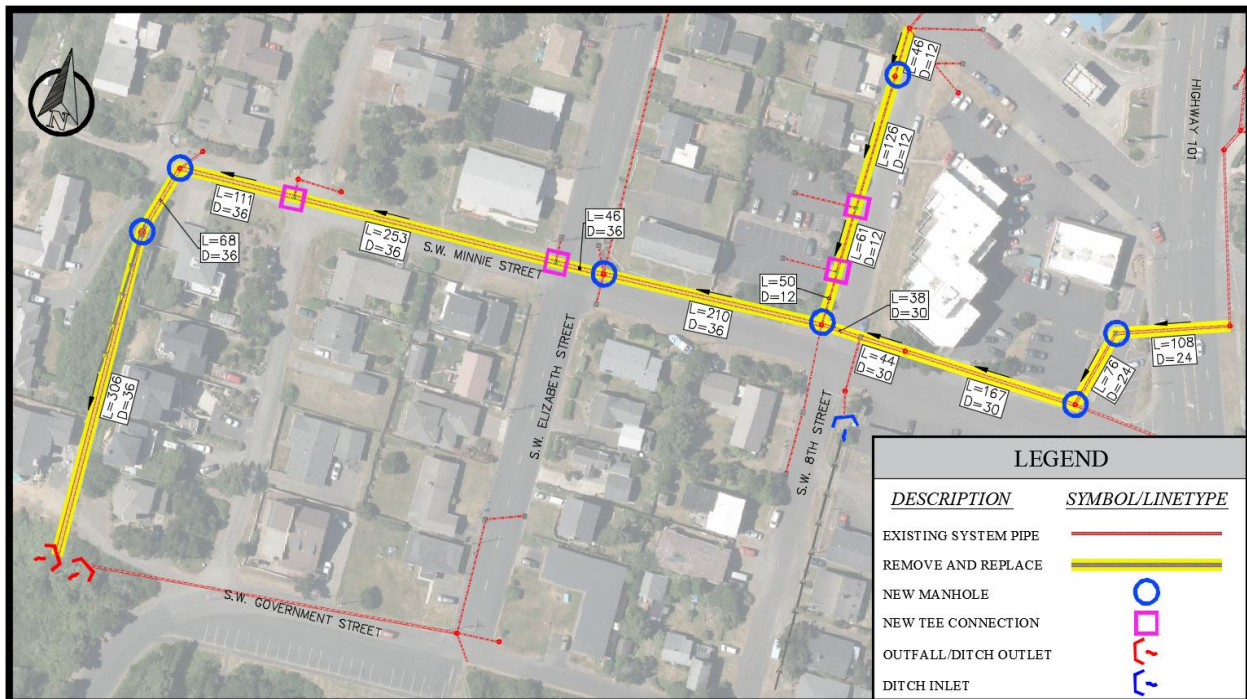 N
L=46
D=12
HIGHWAY 101
L=126
D=12
L=111
D=36
L=68
D=36
L=253
D=36
L=46
D=36
S.W. MINNIE STREET
L=61
D=12
L=50
D=12
L=38
D=30
L=210
D=36
L=44
D=30
L=108
D=24
L=76
D=24
L=167
D=30
L=306
D=36
S.W. ELIZABETH STREET
S.W. 8TH STREET
S.W. GOVERNMENT STREET
LEGEND
DESCRIPTION SYMBOL/LINETYPE
EXISTING SYSTEM PIPE
REMOVE AND REPLACE
NEW MANHOLE
NEW TEE CONNECTION
OUTFALL/DITCH OUTLET
DITCH INLET